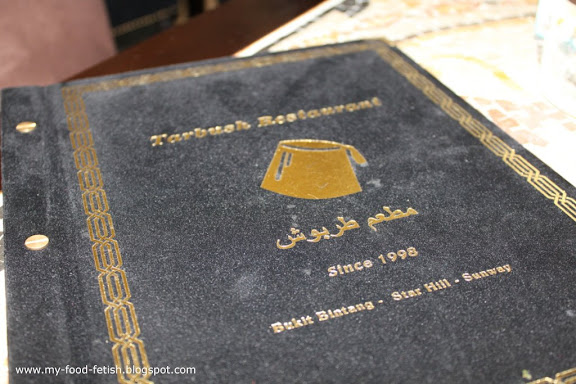 Tarbush Restaurant
مطعم طربوش
Since 1998
Bukit Bintang - Star Hill - Sunway
www.my-food-fetish.blogspot.com